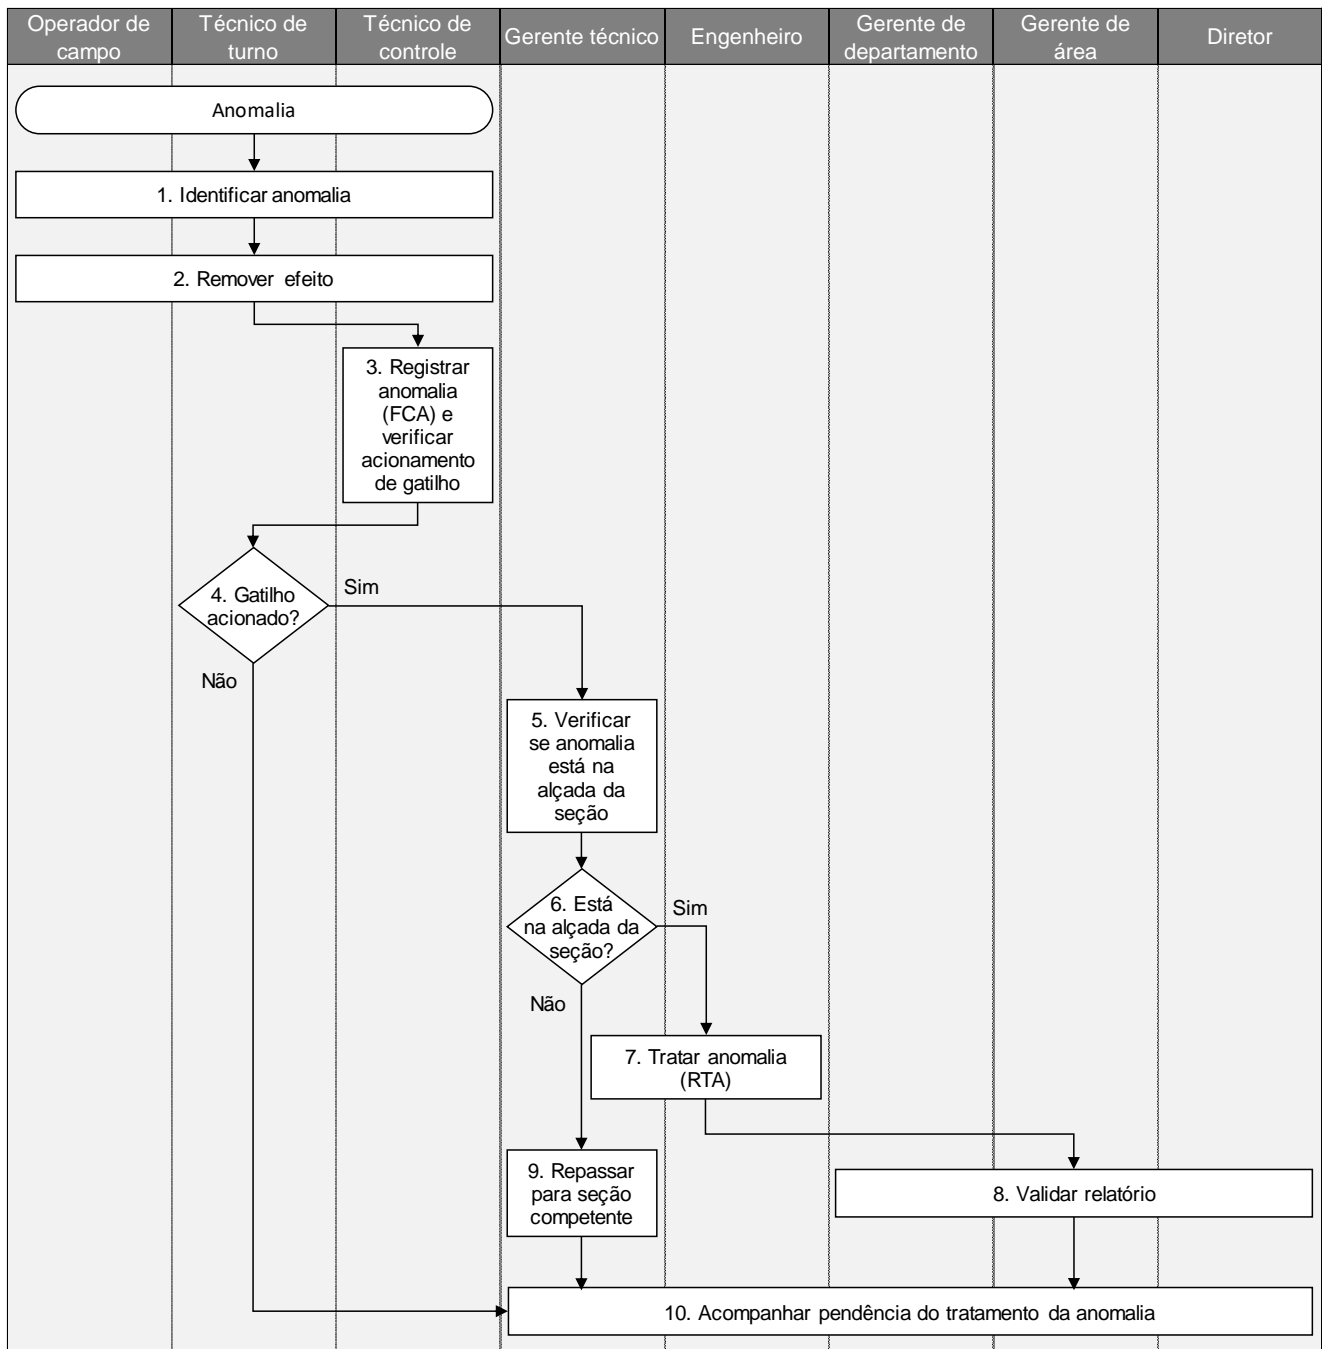 Operador de
campo
Técnico de
turno
Técnico de
controle
Gerente técnico
Engenheiro
Gerente de
departamento
Gerente de
área
Diretor
Anomalia
1. Identificar anomalia
2. Remover efeito
3. Registrar
anomalia
(FCA) e
verificar
acionamento
de gatilho
4. Gatilho
acionado?
Sim
Não
5. Verificar
se anomalia
está na
alçada da
seção
6. Está
na alçada da
seção?
Sim
Não
7. Tratar anomalia
(RTA)
9. Repassar
para seção
competente
8. Validar relatório
10. Acompanhar pendência do tratamento da anomalia